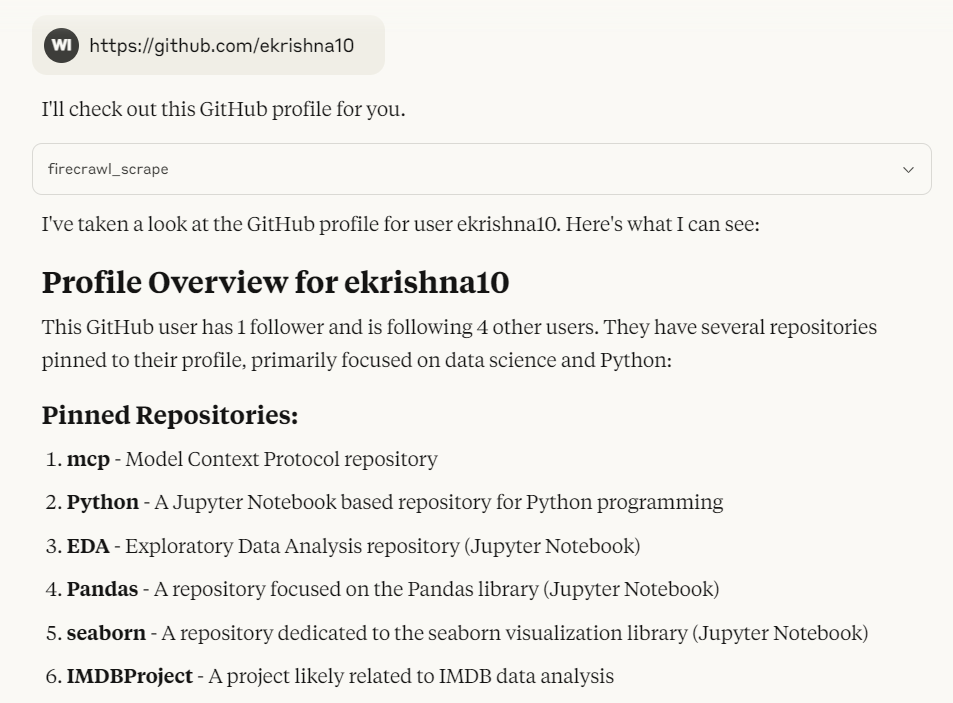 WI https://github.com/ekrishna10
I'll check out this GitHub profile for you.
firecrawl_scrape
I've taken a look at the GitHub profile for user ekrishna10. Here's what I can see:
Profile Overview for ekrishna10
This GitHub user has 1 follower and is following 4 other users. They have several repositories
pinned to their profile, primarily focused on data science and Python:
Pinned Repositories:
1. mcp - Model Context Protocol repository
2. Python - A Jupyter Notebook based repository for Python programming
3. EDA - Exploratory Data Analysis repository (Jupyter Notebook)
4. Pandas - A repository focused on the Pandas library (Jupyter Notebook)
5. seaborn - A repository dedicated to the seaborn visualization library (Jupyter Notebook)
6. IMDBProject - A project likely related to IMDB data analysis